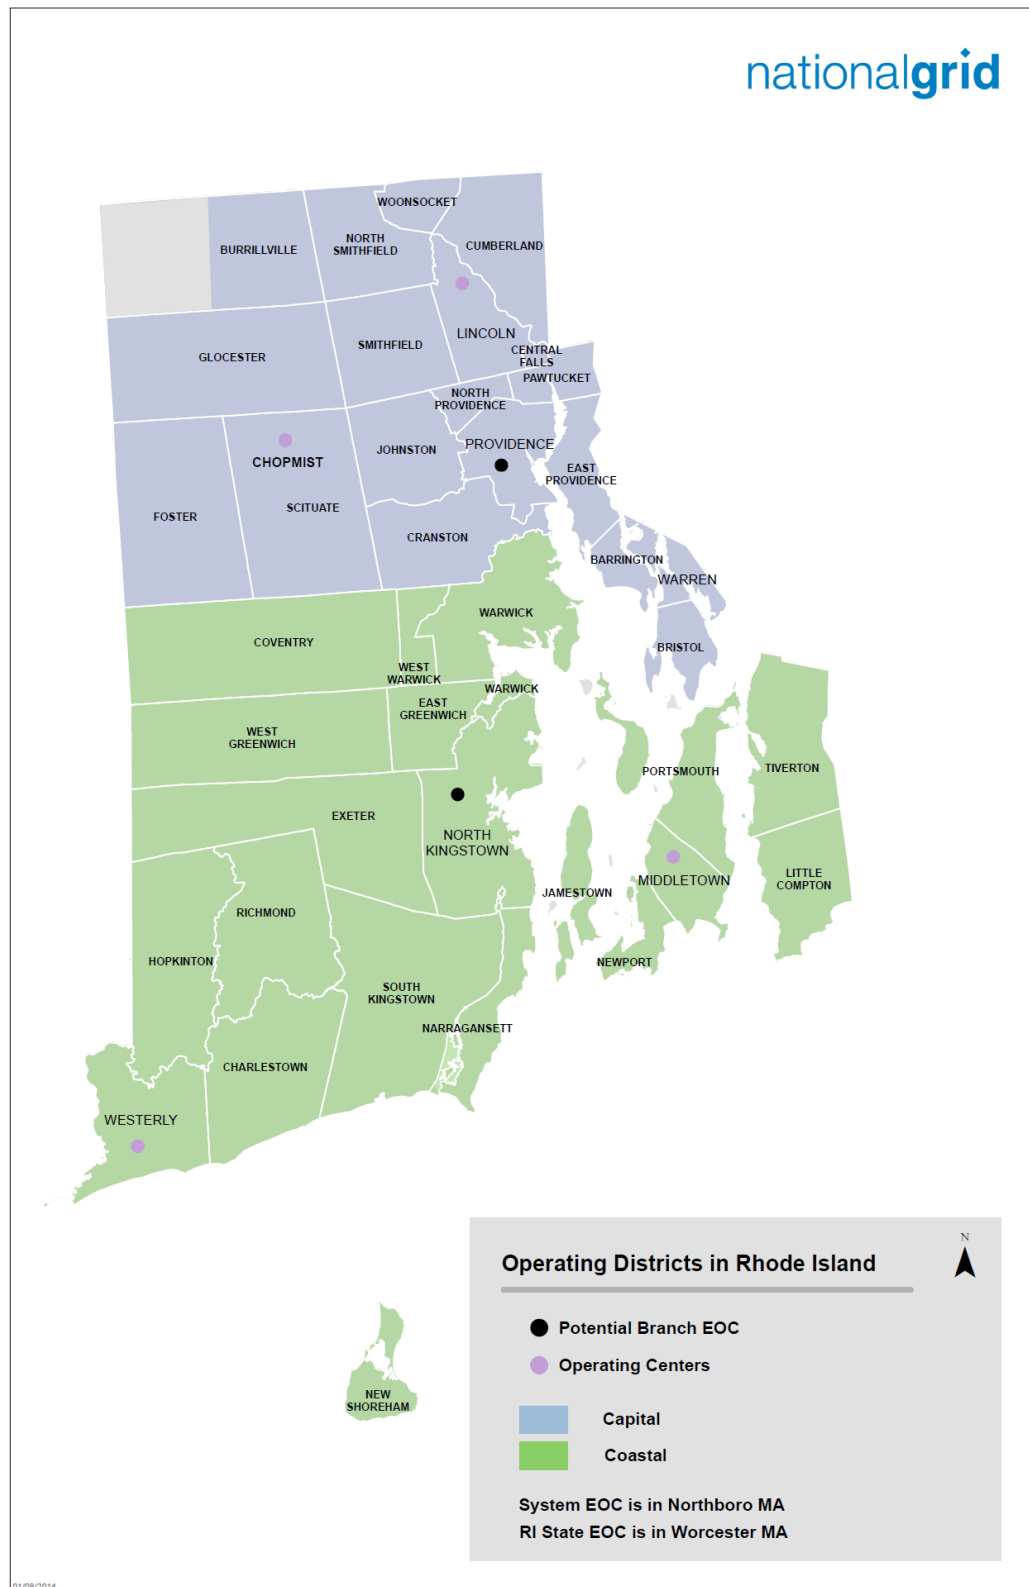 nationalgrid
WOONSOCKET
BURRILLVILLE
NORTH
SMITHFIELD
CUMBERLAND
LINCOLN
SMITHFIELD
GLOCESTER
CENTRAL
FALLS
PAWTUCKET
NORTH
PROVIDENCE
PROVIDENCE
JOHNSTON
CHOPMIST
EAST
PROVIDENCE
SCITUATE
FOSTER
CRANSTON
BARRINGTON
WARREN
WARWICK
COVENTRY
BRISTOL
WEST
WARWICK
WARWICK
EAST
GREENWICH
WEST
GREENWICH
PORTSMOUTH
TIVERTON
EXETER
NORTH
KINGSTOWN
MIDDLETOWN
LITTLE
COMPTON
JAMESTOWN
RICHMOND
HOPKINTON
NEWPORT
SOUTH
KINGSTOWN
NARRAGANSETT
CHARLESTOWN
WESTERLY
NEW
SHOREHAM
N
Operating Districts in Rhode Island
Potential Branch EOC
Operating Centers
Capital
Coastal
System EOC is in Northboro MA
RI State EOC is in Worcester MA
01/08/2014